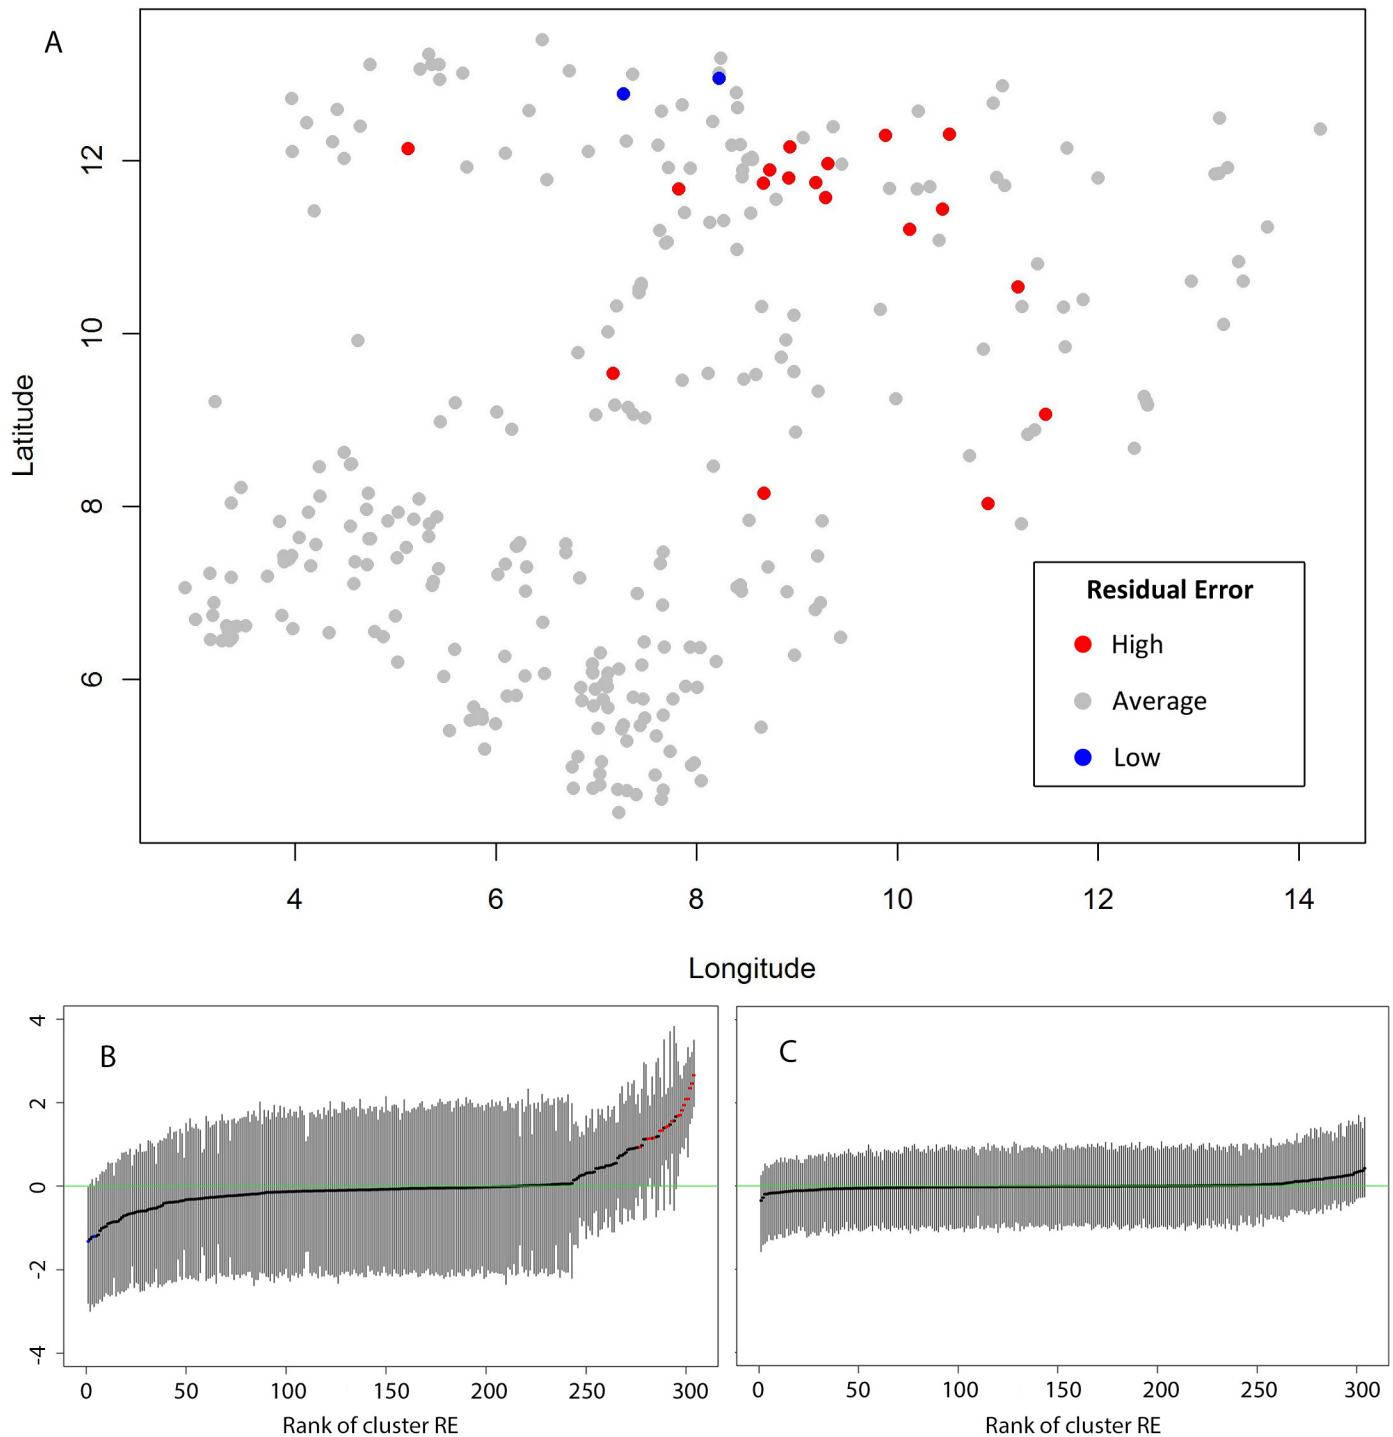 A
12
10
8
6
Latitude
Residual Error
High
Average
Low
4 6 8 10 12 14
Longitude
B
4
2
0
-2
-4
0 50 100 150 200 250 300
Rank of cluster RE
C
0 50 100 150 200 250 300
Rank of cluster RE